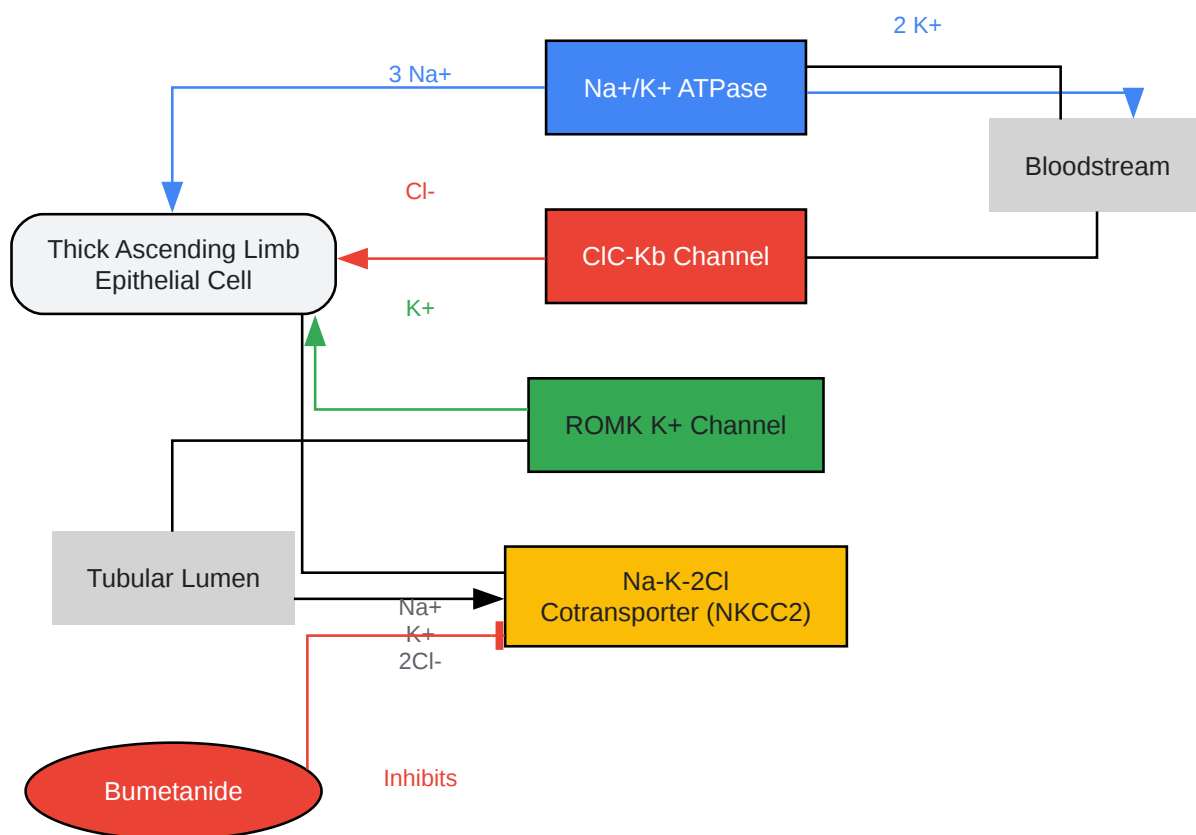 2 K+
3 Na+
Na+/K+ ATPase
Bloodstream
Cl-
Thick Ascending Limb
Epithelial Cell
ClC-Kb Channel
K+
ROMK K+ Channel
Tubular Lumen
Na-K-2Cl
Cotransporter (NKCC2)
Na+
K+
2Cl-
Inhibits
Bumetanide